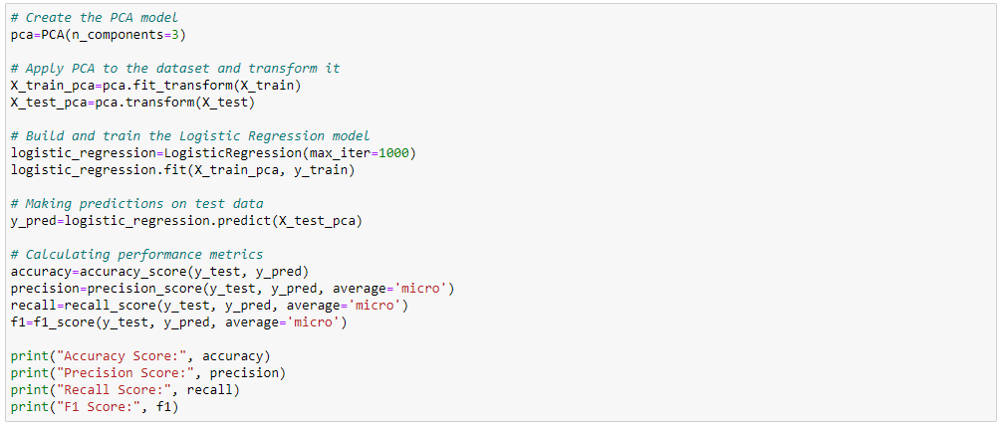 # Create the PCA model
pca=PCA(n_components=3)
# Apply PCA to the dataset and transform it
X_train_pca=pca.fit_transform(X_train)
X_test_pca=pca.transform(X_test)
# Build and train the Logistic Regression model
logistic_regression=LogisticRegression(max_iter=1000)
logistic_regression.fit(X_train_pca, y_train)
# Making predictions on test data
y_pred=logistic_regression.predict(X_test_pca)
# Calculating performance metrics
accuracy=accuracy_score(y_test, y_pred)
precision=precision_score(y_test, y_pred, average='micro')
recall=recall_score(y_test, y_pred, average='micro')
f1=f1_score(y_test, y_pred, average='micro')
print("Accuracy Score:", accuracy)
print("Precision Score:", precision)
print("Recall Score:", recall)
print("F1 Score:", f1)